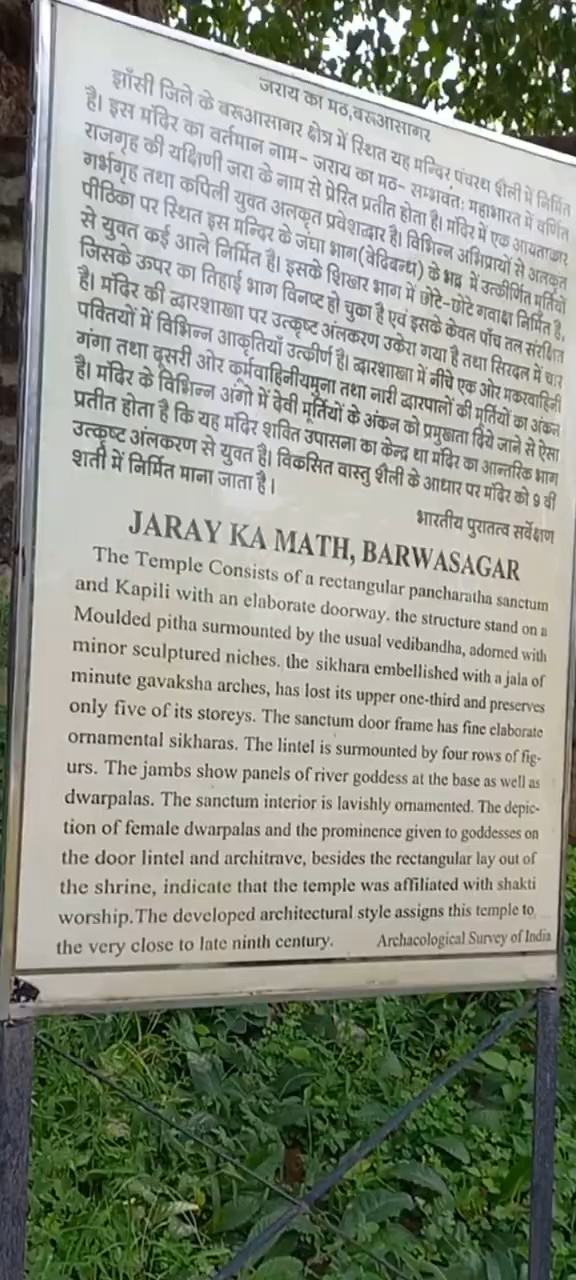 जराय का मठ,बरूआसागर
झाँसी जिले के बरूआसागर क्षेत्र में स्थित यह मन्दिर पंचरथ शैली में निर्मित
है। इस मंदिर का वर्तमान नाम- जराय का मठ- सम्भवतः महाभारत में वर्णित
राजगृह की यक्षिणी जरा के नाम से प्रेरित प्रतीत होता है। मंदिर में एक आयताकार
गर्भगृह तथा कपिली युक्त अलकृत प्रवेशद्वार है। विभिन्न अभिप्रायों से अलकृत
पीठिका पर स्थित इस मन्दिर के जंघा भाग(वेदिबन्ध) के भद्र में उत्कीर्णित मूर्तियों
से युक्त कई आले निर्मित है। इसके शिखर भाग में छोटे-छोटे गवाक्ष निर्मित है,
जिसके ऊपर का तिहाई भाग विनष्ट हो चुका है एवं इसके केवल पाँच तल संरक्षित
है। मंदिर की द्वारशाखा पर उत्कृष्ट अंलकरण उकेरा गया है तथा सिरदल में चार
पक्तियों में विभिन्न आकृतियाँ उत्कीर्ण है। द्वारशाखा में नीचे एक ओर मकरवाहिनी
गंगा तथा दूसरी ओर कूर्मवाहिनीयमुना तथा नारी द्वारपालों की मूर्तियों का अंकन
है। मंदिर के विभिन्न अंगो में देवी मूर्तियों के अंकन को प्रमुखता दिये जाने से ऐसा
प्रतीत होता है कि यह मंदिर शक्ति उपासना का केन्द्र था मंदिर का आन्तरिक भाग
उत्कृष्ट अंलकरण से युक्त है। विकसित वास्तु शैली के आधार पर मंदिर को 9 वीं
शती में निर्मित माना जाता है।
भारतीय पुरातत्व सर्वेक्षण
JARAY KA MATH, BARWASAGAR
The Temple Consists of a rectangular pancharatha sanctum
and Kapili with an elaborate doorway. the structure stand on a
Moulded pitha surmounted by the usual vedibandha, adorned with
minor sculptured niches. the sikhara embellished with a jala of
minute gavaksha arches, has lost its upper one-third and preserves
only five of its storeys. The sanctum door frame has fine elaborate
ornamental sikharas. The lintel is surmounted by four rows of fig-
urs. The jambs show panels of river goddess at the base as well as
dwarpalas. The sanctum interior is lavishly ornamented. The depic-
tion of female dwarpalas and the prominence given to goddesses on
the door lintel and architrave, besides the rectangular lay out of
the shrine, indicate that the temple was affiliated with shakti
worship.The developed architectural style assigns this temple to
the very close to late ninth century. Archacological Survey of India